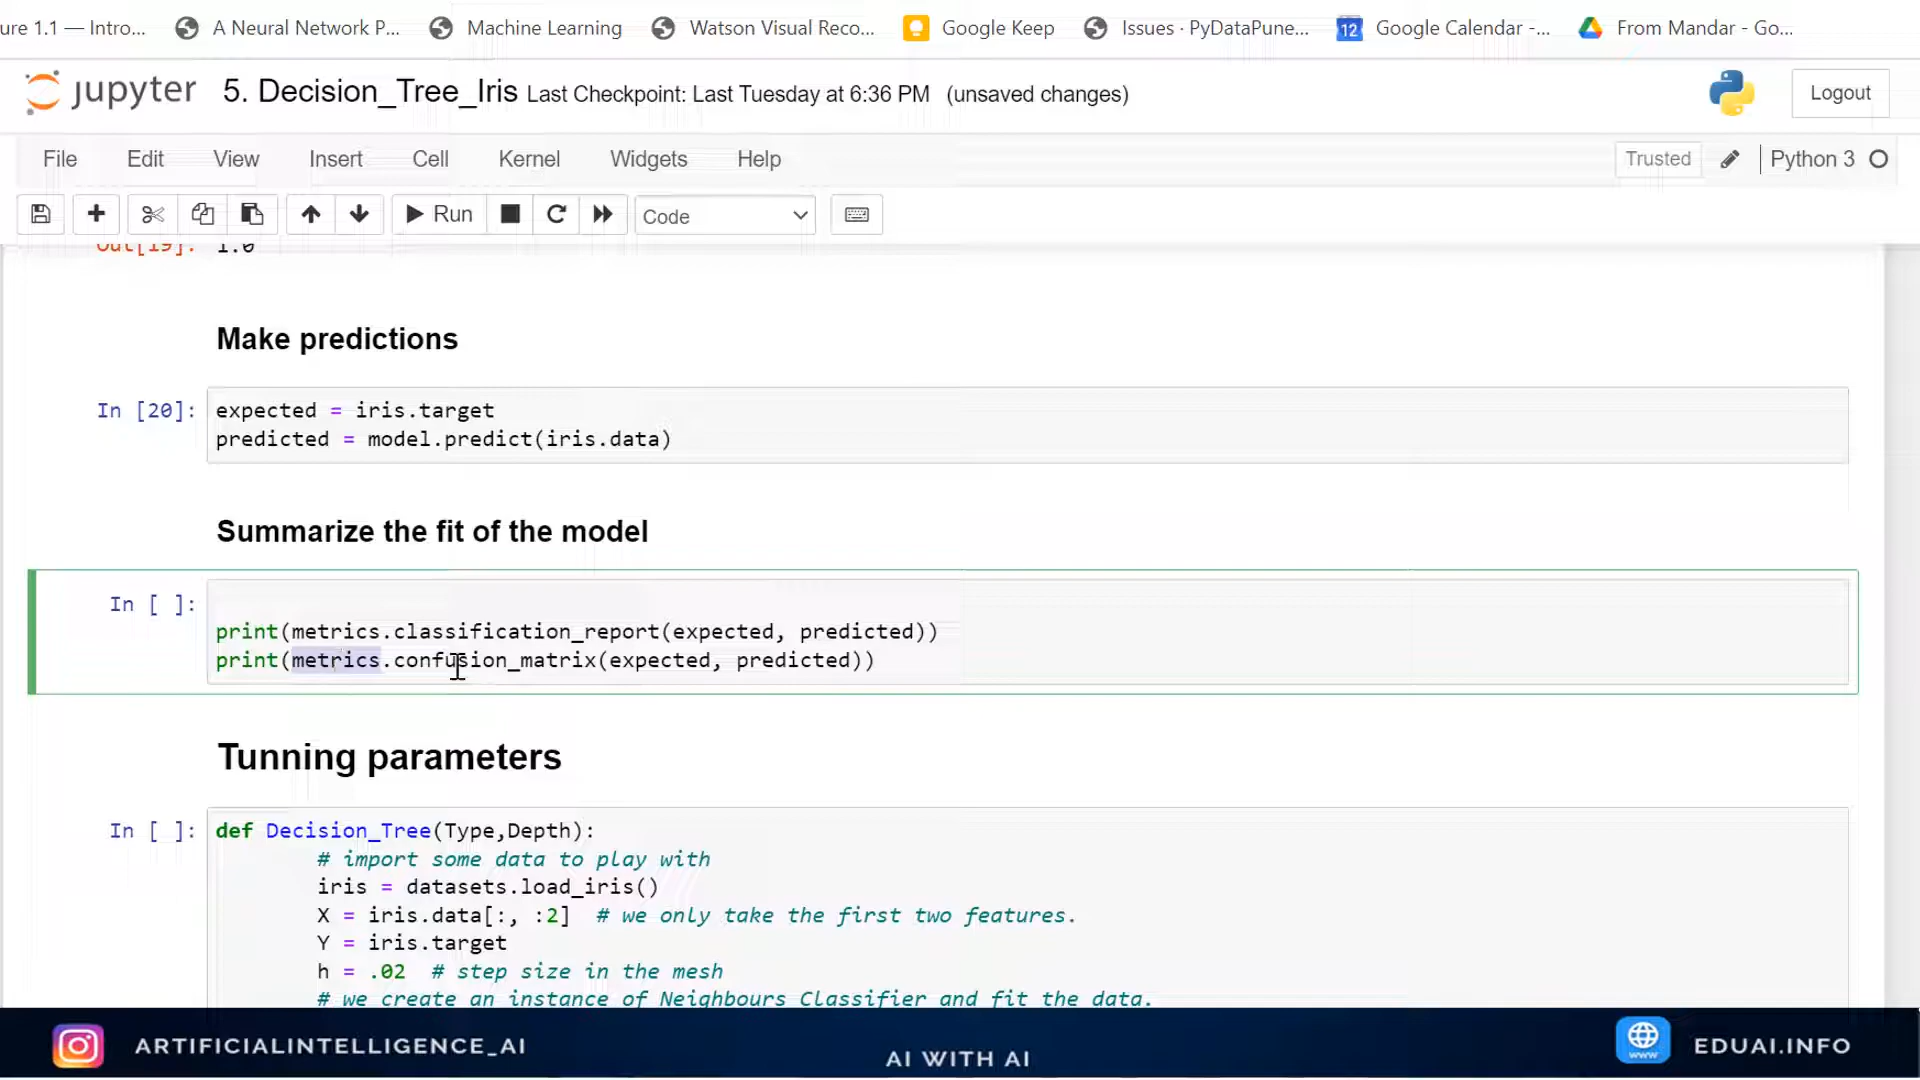 ure 1.1 — Intro...
A Neural Network P...
Machine Learning
Watson Visual Reco...
Google Keep
Issues · PyDataPune...
12
Google Calendar -...
From Mandar - Go...
jupyter 5. Decision_Tree_Iris Last Checkpoint: Last Tuesday at 6:36 PM (unsaved changes)
Logout
File Edit View Insert Cell Kernel Widgets Help
Trusted
Python 3
Run
Code
Out[19]: 1.0
Make predictions
In [20]: expected = iris.target
predicted = model.predict(iris.data)
Summarize the fit of the model
In [ ]:
print(metrics.classification_report(expected, predicted))
print(metrics.confusion_matrix(expected, predicted))
Tunning parameters
In [ ]: def Decision_Tree(Type,Depth):
# import some data to play with
iris = datasets.load_iris()
X = iris.data[:, :2] # we only take the first two features.
Y = iris.target
h = .02 # step size in the mesh
# we create an instance of Neighbours Classifier and fit the data.
ARTIFICIALINTELLIGENCE_AI
AI WITH AI
WWW
EDUAI.INFO